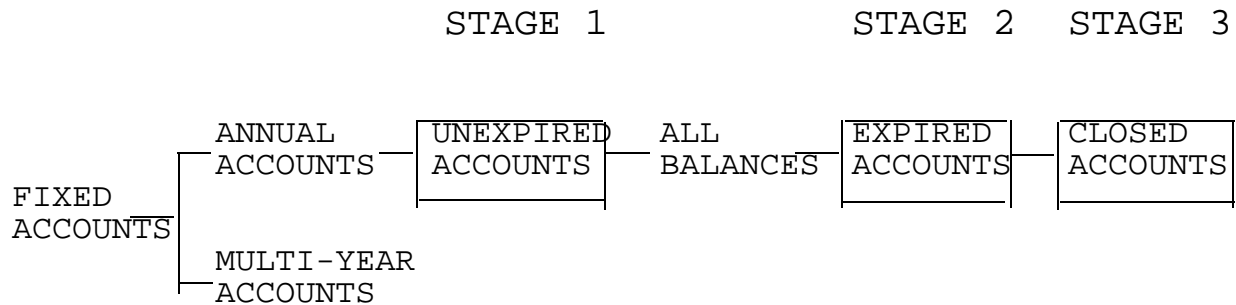 STAGE 1 STAGE 2 STAGE 3
ANNUAL UNEXPIRED ALL EXPIRED CLOSED
ACCOUNTS ACCOUNTS BALANCES ACCOUNTS ACCOUNTS
FIXED
ACCOUNTS
MULTI-YEAR
ACCOUNTS